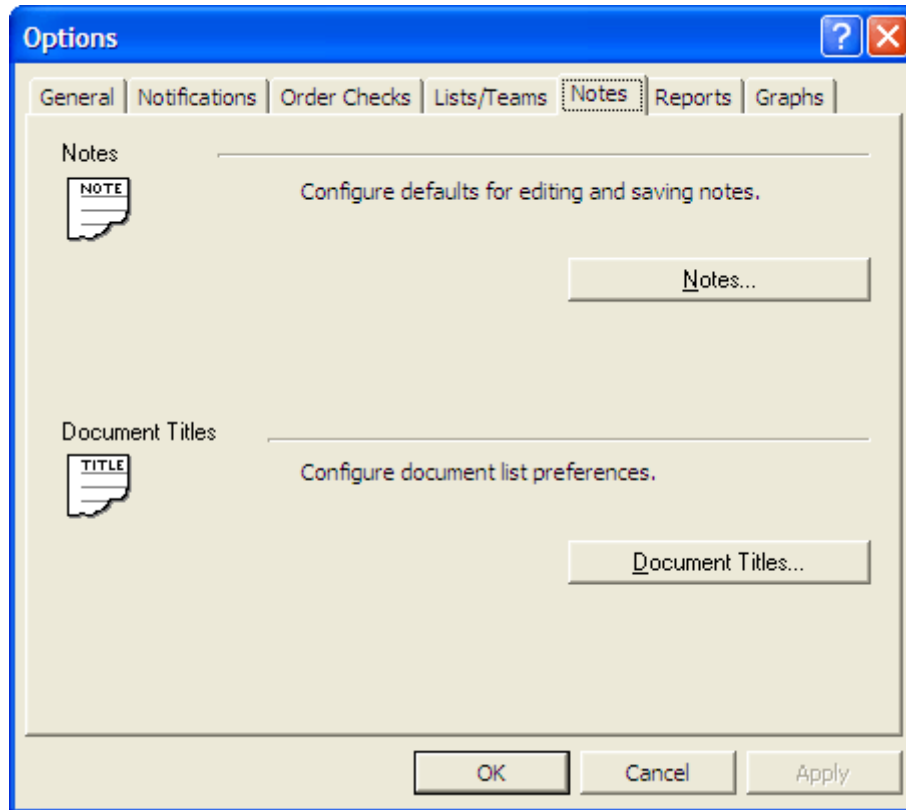 Options
General Notifications Order Checks Lists/Teams Notes Reports Graphs
Notes
NOTE
Configure defaults for editing and saving notes.
Notes...
Document Titles
TITLE
Configure document list preferences.
Document Titles...
OK Cancel Apply